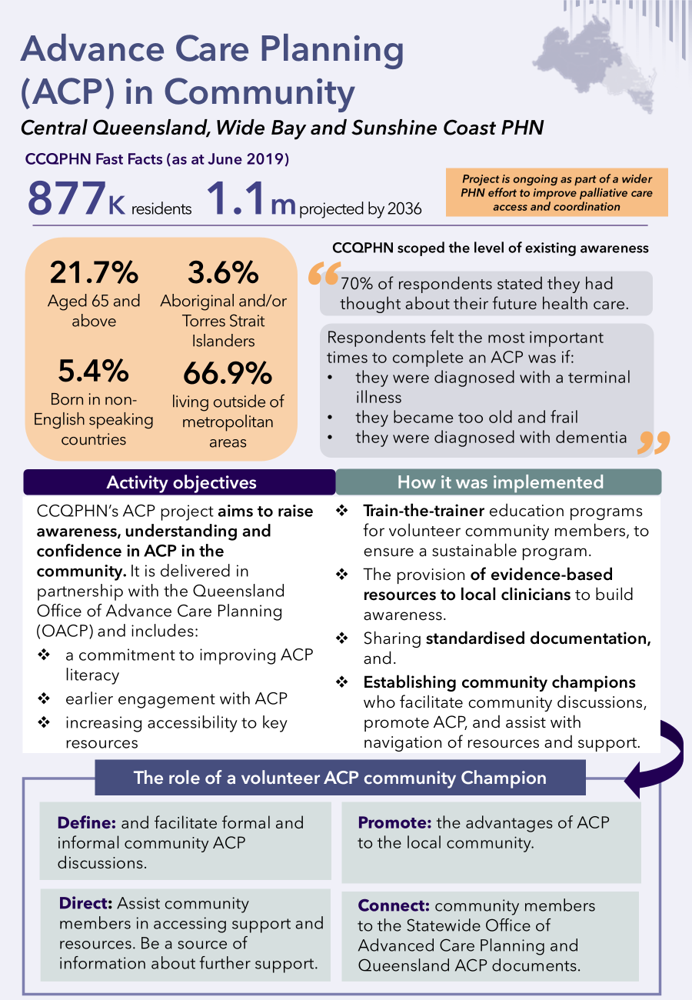 Advance Care Planning
(ACP) in Community
Central Queensland, Wide Bay and Sunshine Coast PHN
CCQPHN Fast Facts (as at June 2019)
877K residents 1.1m projected by 2036
Project is ongoing as part of a wider
PHN effort to improve palliative care
access and coordination
21.7%
Aged 65 and
above
3.6%
Aboriginal and/or
Torres Strait
Islanders
5.4%
Born in non-
English speaking
countries
66.9%
living outside of
metropolitan
areas
CCQPHN scoped the level of existing awareness
“
70% of respondents stated they had
thought about their future health care.
Respondents felt the most important
times to complete an ACP was if:
• they were diagnosed with a terminal
illness
• they became too old and frail
• they were diagnosed with dementia
”
Activity objectives
CCQPHN’s ACP project aims to raise
awareness, understanding and
confidence in ACP in the
community. It is delivered in
partnership with the Queensland
Office of Advance Care Planning
(OACP) and includes:
❖ a commitment to improving ACP
literacy
❖ earlier engagement with ACP
❖ increasing accessibility to key
resources
How it was implemented
❖ Train-the-trainer education programs
for volunteer community members, to
ensure a sustainable program.
❖ The provision of evidence-based
resources to local clinicians to build
awareness.
❖ Sharing standardised documentation,
and.
❖ Establishing community champions
who facilitate community discussions,
promote ACP, and assist with
navigation of resources and support.
The role of a volunteer ACP community Champion
Define: and facilitate formal and
informal community ACP
discussions.
Promote: the advantages of ACP
to the local community.
Direct: Assist community
members in accessing support and
resources. Be a source of
information about further support.
Connect: community members
to the Statewide Office of
Advanced Care Planning and
Queensland ACP documents.